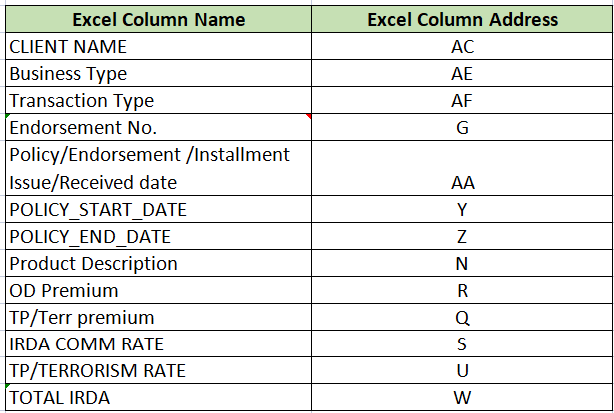 Excel Column Name Excel Column Address
CLIENT NAME AC
Business Type AE
Transaction Type AF
Endorsement No. G
Policy/Endorsement /Installment
Issue/Received date AA
POLICY_START_DATE Y
POLICY_END_DATE Z
Product Description N
OD Premium R
TP/Terr premium Q
IRDA COMM RATE S
TP/TERRORISM RATE U
TOTAL IRDA W